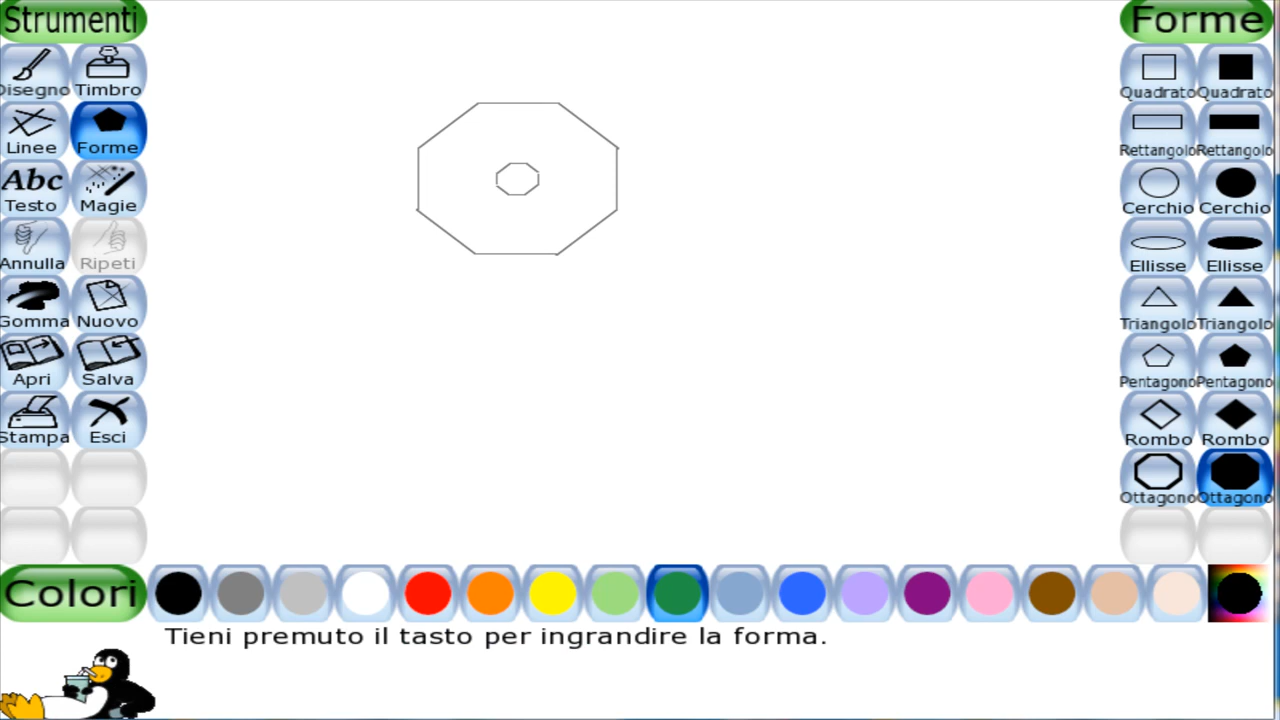 Strumenti
Disegno Timbro
Linee Forme
Abc
Testo Magie
Annulla Ripeti
Gomma Nuovo
Apri Salva
Stampa Esci
Colori
Forme
Quadrato Quadrato
Rettangolo Rettangolo
Cerchio Cerchio
Ellisse Ellisse
Triangolo Triangolo
Pentagono Pentagono
Rombo Rombo
Ottagono Ottagono
Tieni premuto il tasto per ingrandire la forma.